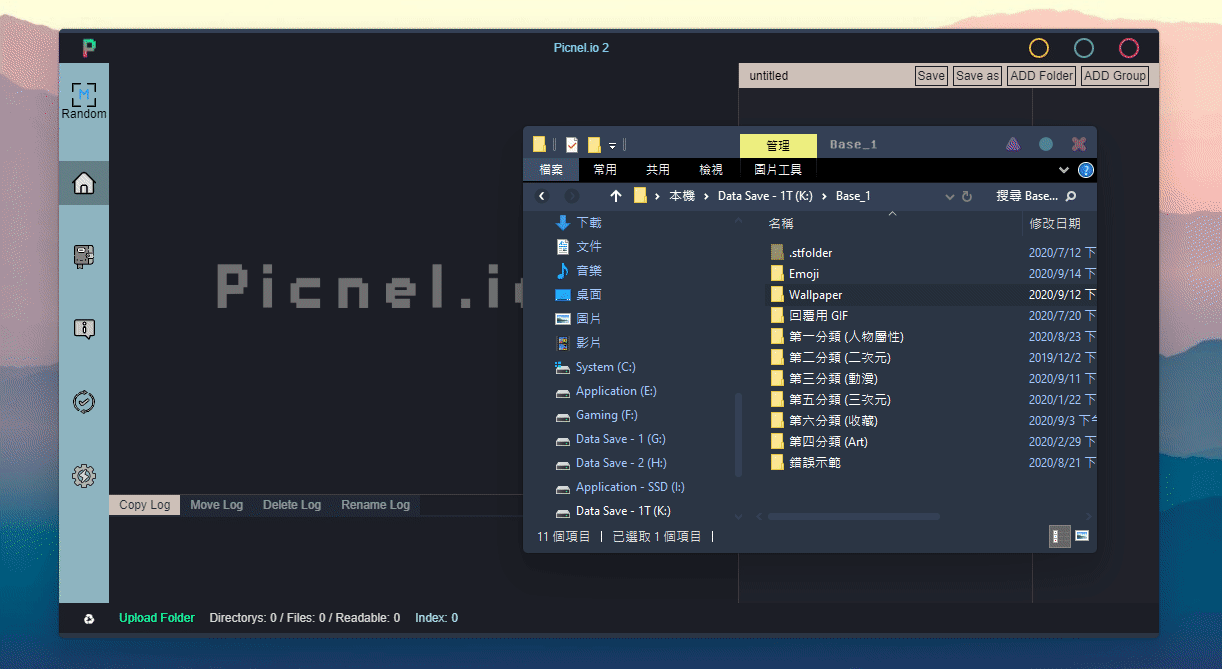 Picnel.io 2
Random
untitled
Save
Save as
ADD Folder
ADD Group
Picnel.i
管理
Base_1
檔案
常用
共用
檢視
圖片工具
本機 › Data Save - 1T (K:) › Base_1
搜尋 Base...
下載
文件
音樂
桌面
圖片
影片
System (C:)
Application (E:)
Gaming (F:)
Data Save - 1 (G:)
Data Save - 2 (H:)
Application - SSD (I:)
Data Save - 1T (K:)
名稱 修改日期
.stfolder 2020/7/12 下
Emoji 2020/9/14 下
Wallpaper 2020/9/12 下
回覆用 GIF 2020/7/20 下
第一分類 (人物屬性) 2020/8/23 下
第二分類 (二次元) 2019/12/2 下
第三分類 (動漫) 2020/9/11 下
第五分類 (三次元) 2020/1/22 下
第六分類 (收藏) 2020/9/3 下
第四分類 (Art) 2020/2/29 下
錯誤示範 2020/8/21 下
11 個項目 | 已選取 1 個項目 |
Copy Log
Move Log
Delete Log
Rename Log
Upload Folder
Directorys: 0 / Files: 0 / Readable: 0
Index: 0